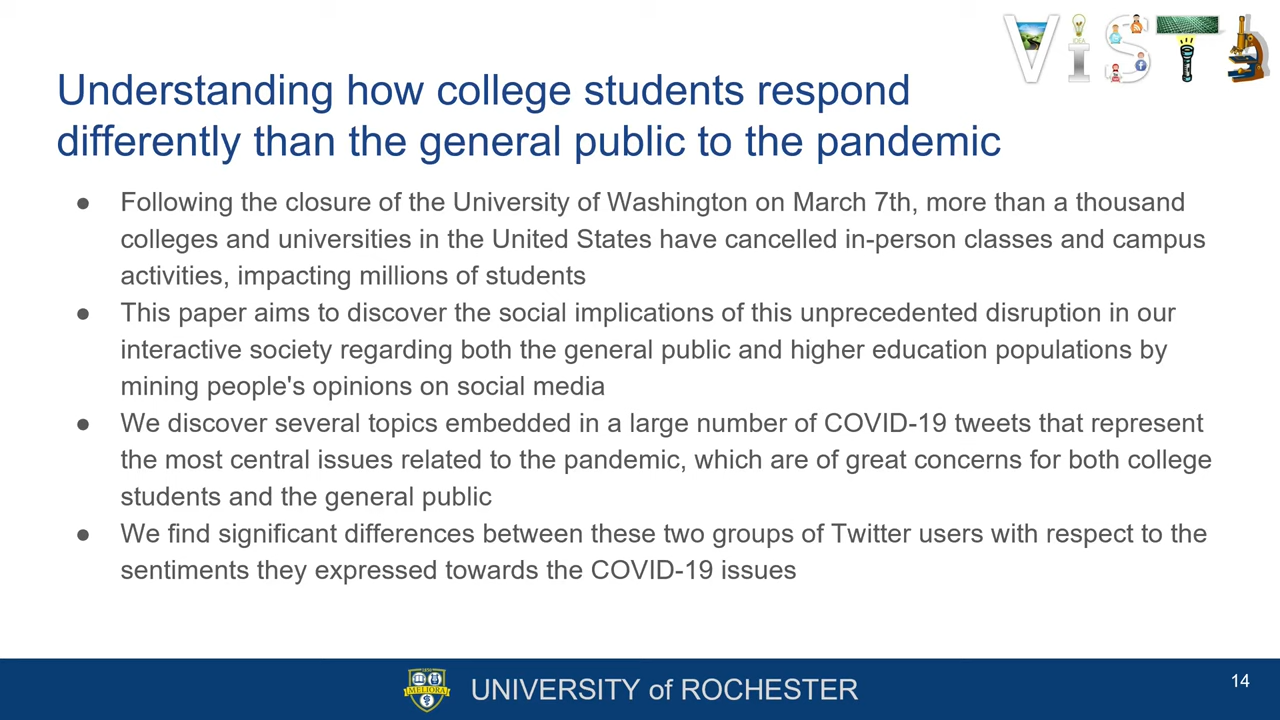 ViSTA
Understanding how college students respond
differently than the general public to the pandemic
● Following the closure of the University of Washington on March 7th, more than a thousand
colleges and universities in the United States have cancelled in-person classes and campus
activities, impacting millions of students
● This paper aims to discover the social implications of this unprecedented disruption in our
interactive society regarding both the general public and higher education populations by
mining people's opinions on social media
● We discover several topics embedded in a large number of COVID-19 tweets that represent
the most central issues related to the pandemic, which are of great concerns for both college
students and the general public
● We find significant differences between these two groups of Twitter users with respect to the
sentiments they expressed towards the COVID-19 issues
MELIORA
UNIVERSITY of ROCHESTER
14